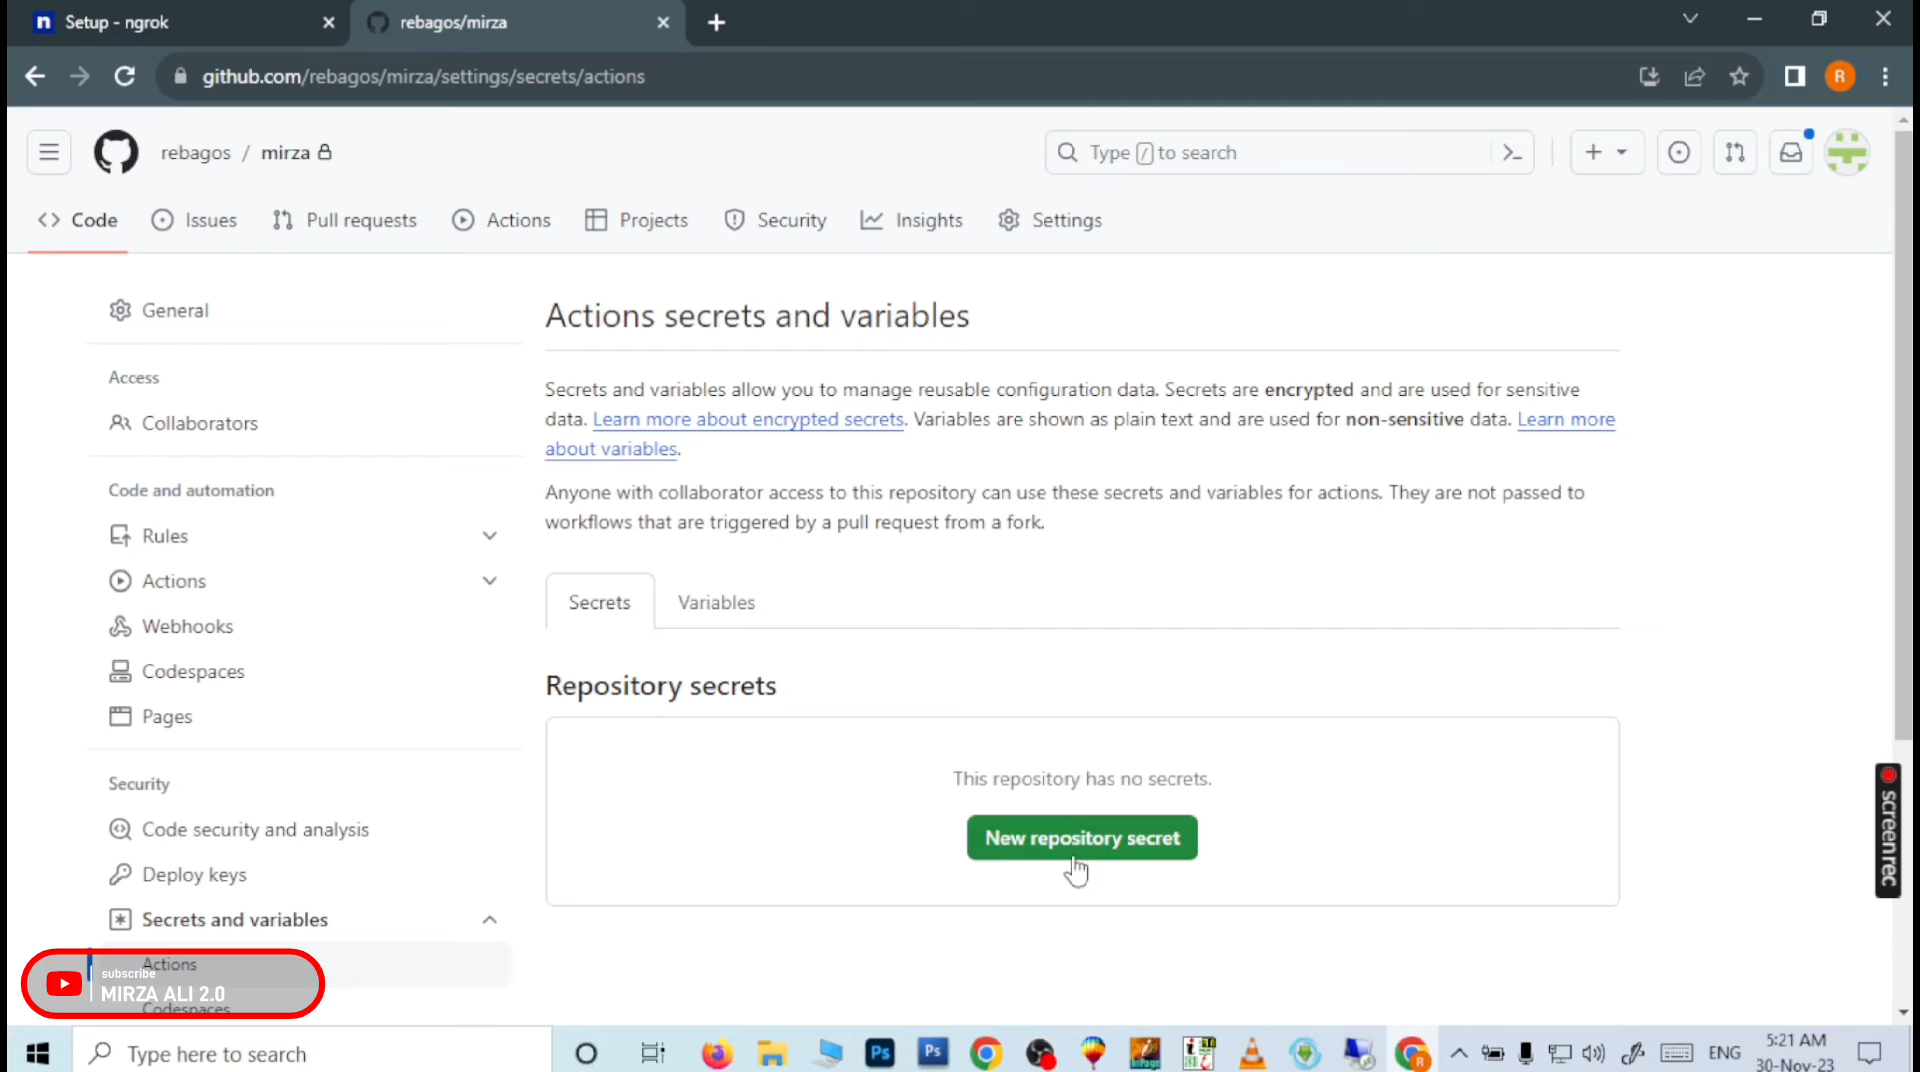 Setup - ngrok
rebagos/mirza
github.com/rebagos/mirza/settings/secrets/actions
R
rebagos / mirza
Type / to search
Code
Issues
Pull requests
Actions
Projects
Security
Insights
Settings
General
Access
Collaborators
Code and automation
Rules
Actions
Webhooks
Codespaces
Pages
Security
Code security and analysis
Deploy keys
Secrets and variables
Actions
Codespaces
Actions secrets and variables
Secrets and variables allow you to manage reusable configuration data. Secrets are encrypted and are used for sensitive
data. Learn more about encrypted secrets. Variables are shown as plain text and are used for non-sensitive data. Learn more
about variables.
Anyone with collaborator access to this repository can use these secrets and variables for actions. They are not passed to
workflows that are triggered by a pull request from a fork.
Secrets
Variables
Repository secrets
This repository has no secrets.
New repository secret
screenrec
subscribe
MIRZA ALI 2.0
Type here to search
Ps
Ps
R
ENG
5:21 AM
30-Nov-23